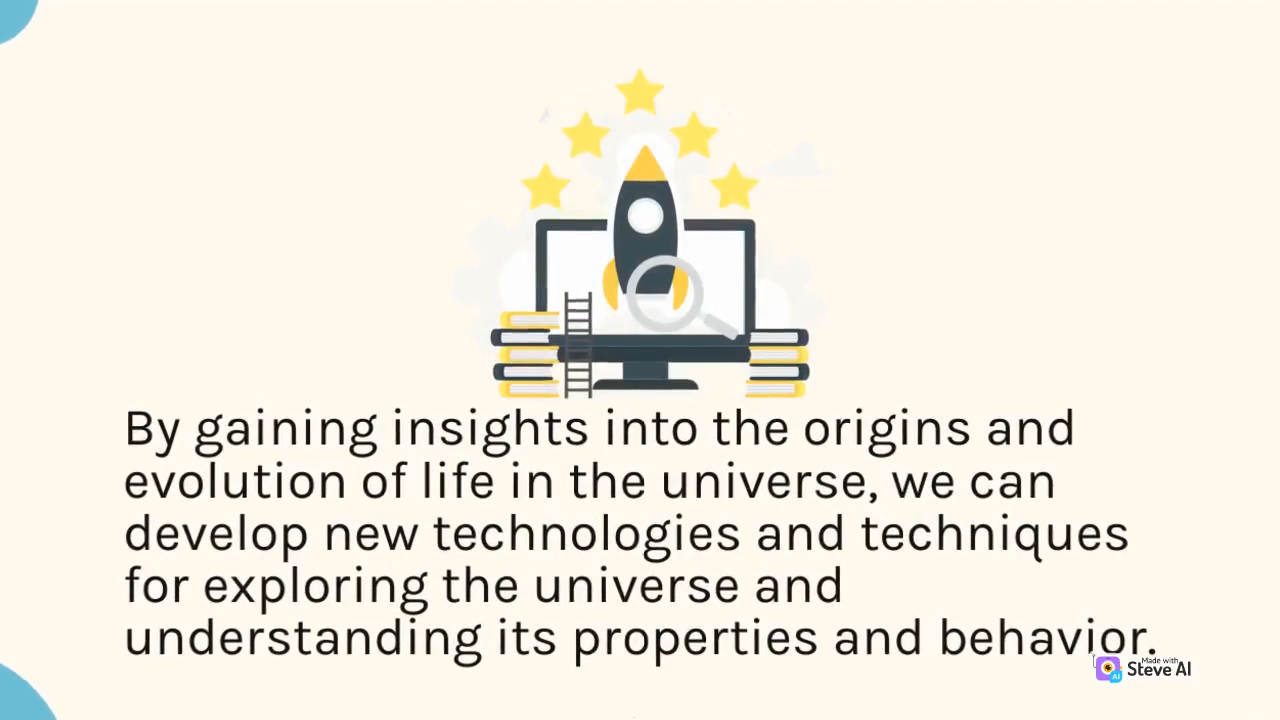 By gaining insights into the origins and
evolution of life in the universe, we can
develop new technologies and techniques
for exploring the universe and
understanding its properties and behavior.
Made with
Steve AI
AI